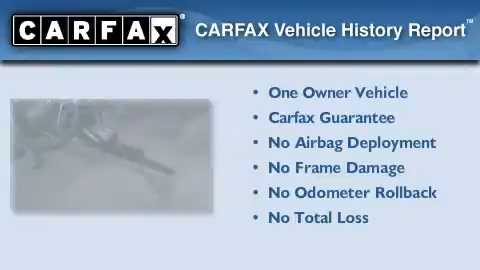 CARFAX® CARFAX Vehicle History Report™
• One Owner Vehicle
• Carfax Guarantee
• No Airbag Deployment
• No Frame Damage
• No Odometer Rollback
• No Total Loss